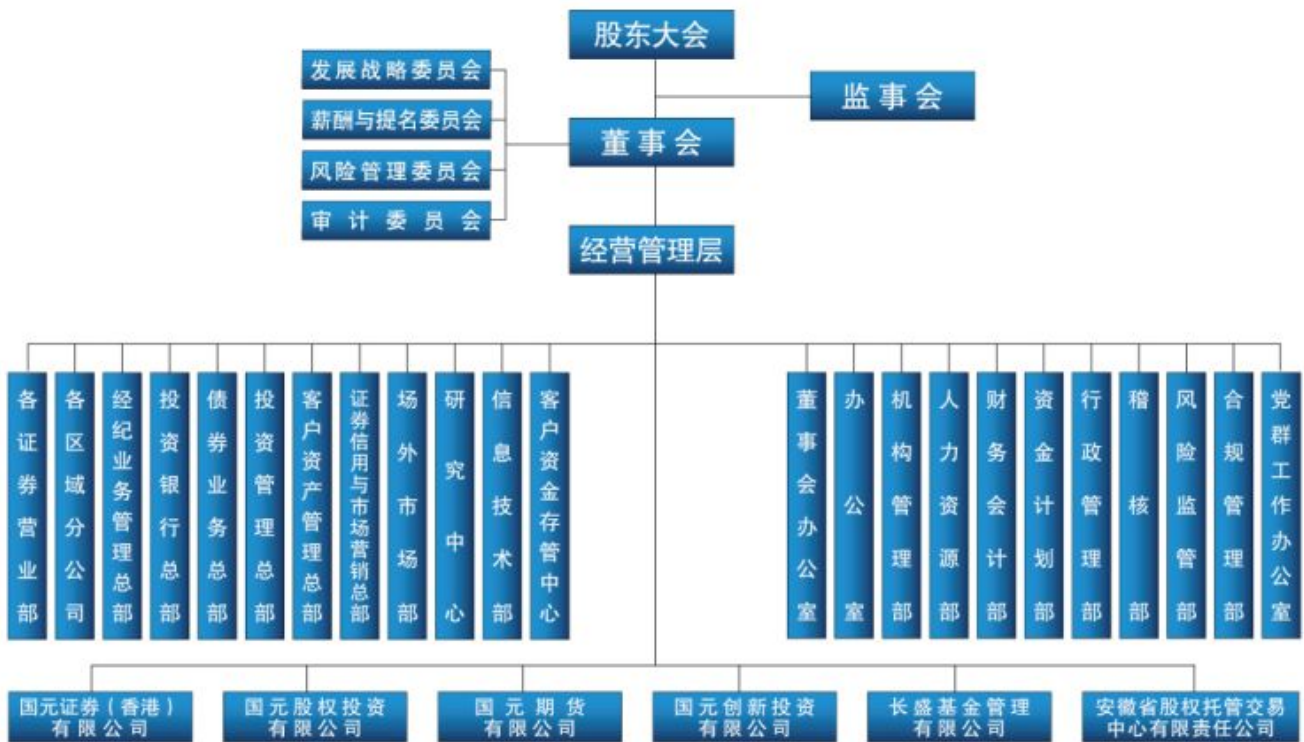 股东大会
发展战略委员会
监事会
薪酬与提名委员会
董事会
风险管理委员会
审计委员会
经营管理层
各证券营业部
各区域分公司
经纪业务管理总部
投资银行总部
债券业务总部
投资管理总部
客户资产管理总部
证券信用与市场营销总部
场外市场部
研究中心
信息技术部
客户资金存管中心
董事会办公室
办公室
机构管理部
人力资源部
财务会计部
资金计划部
行政管理部
稽核部
风险监管部
合规管理部
党群工作办公室
国元证券（香港）
有限公司
国元股权投资
有限公司
国元期货
有限公司
国元创新投资
有限公司
长盛基金管理
有限公司
安徽省股权托管交易
中心有限责任公司